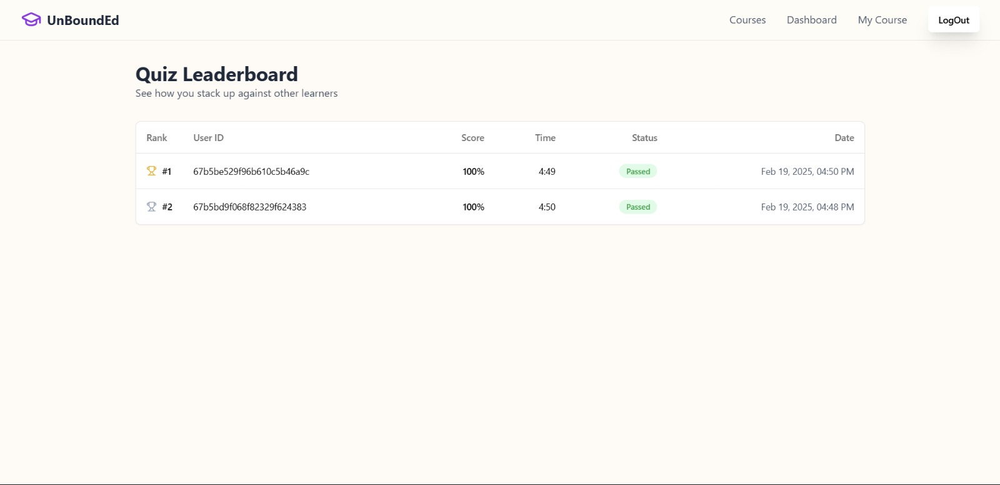 UnBoundEd Courses Dashboard My Course LogOut
Quiz Leaderboard
See how you stack up against other learners
Rank User ID Score Time Status Date
#1 67b5be529f96b610c5b46a9c 100% 4:49 Passed Feb 19, 2025, 04:50 PM
#2 67b5bd9f068f82329f624383 100% 4:50 Passed Feb 19, 2025, 04:48 PM